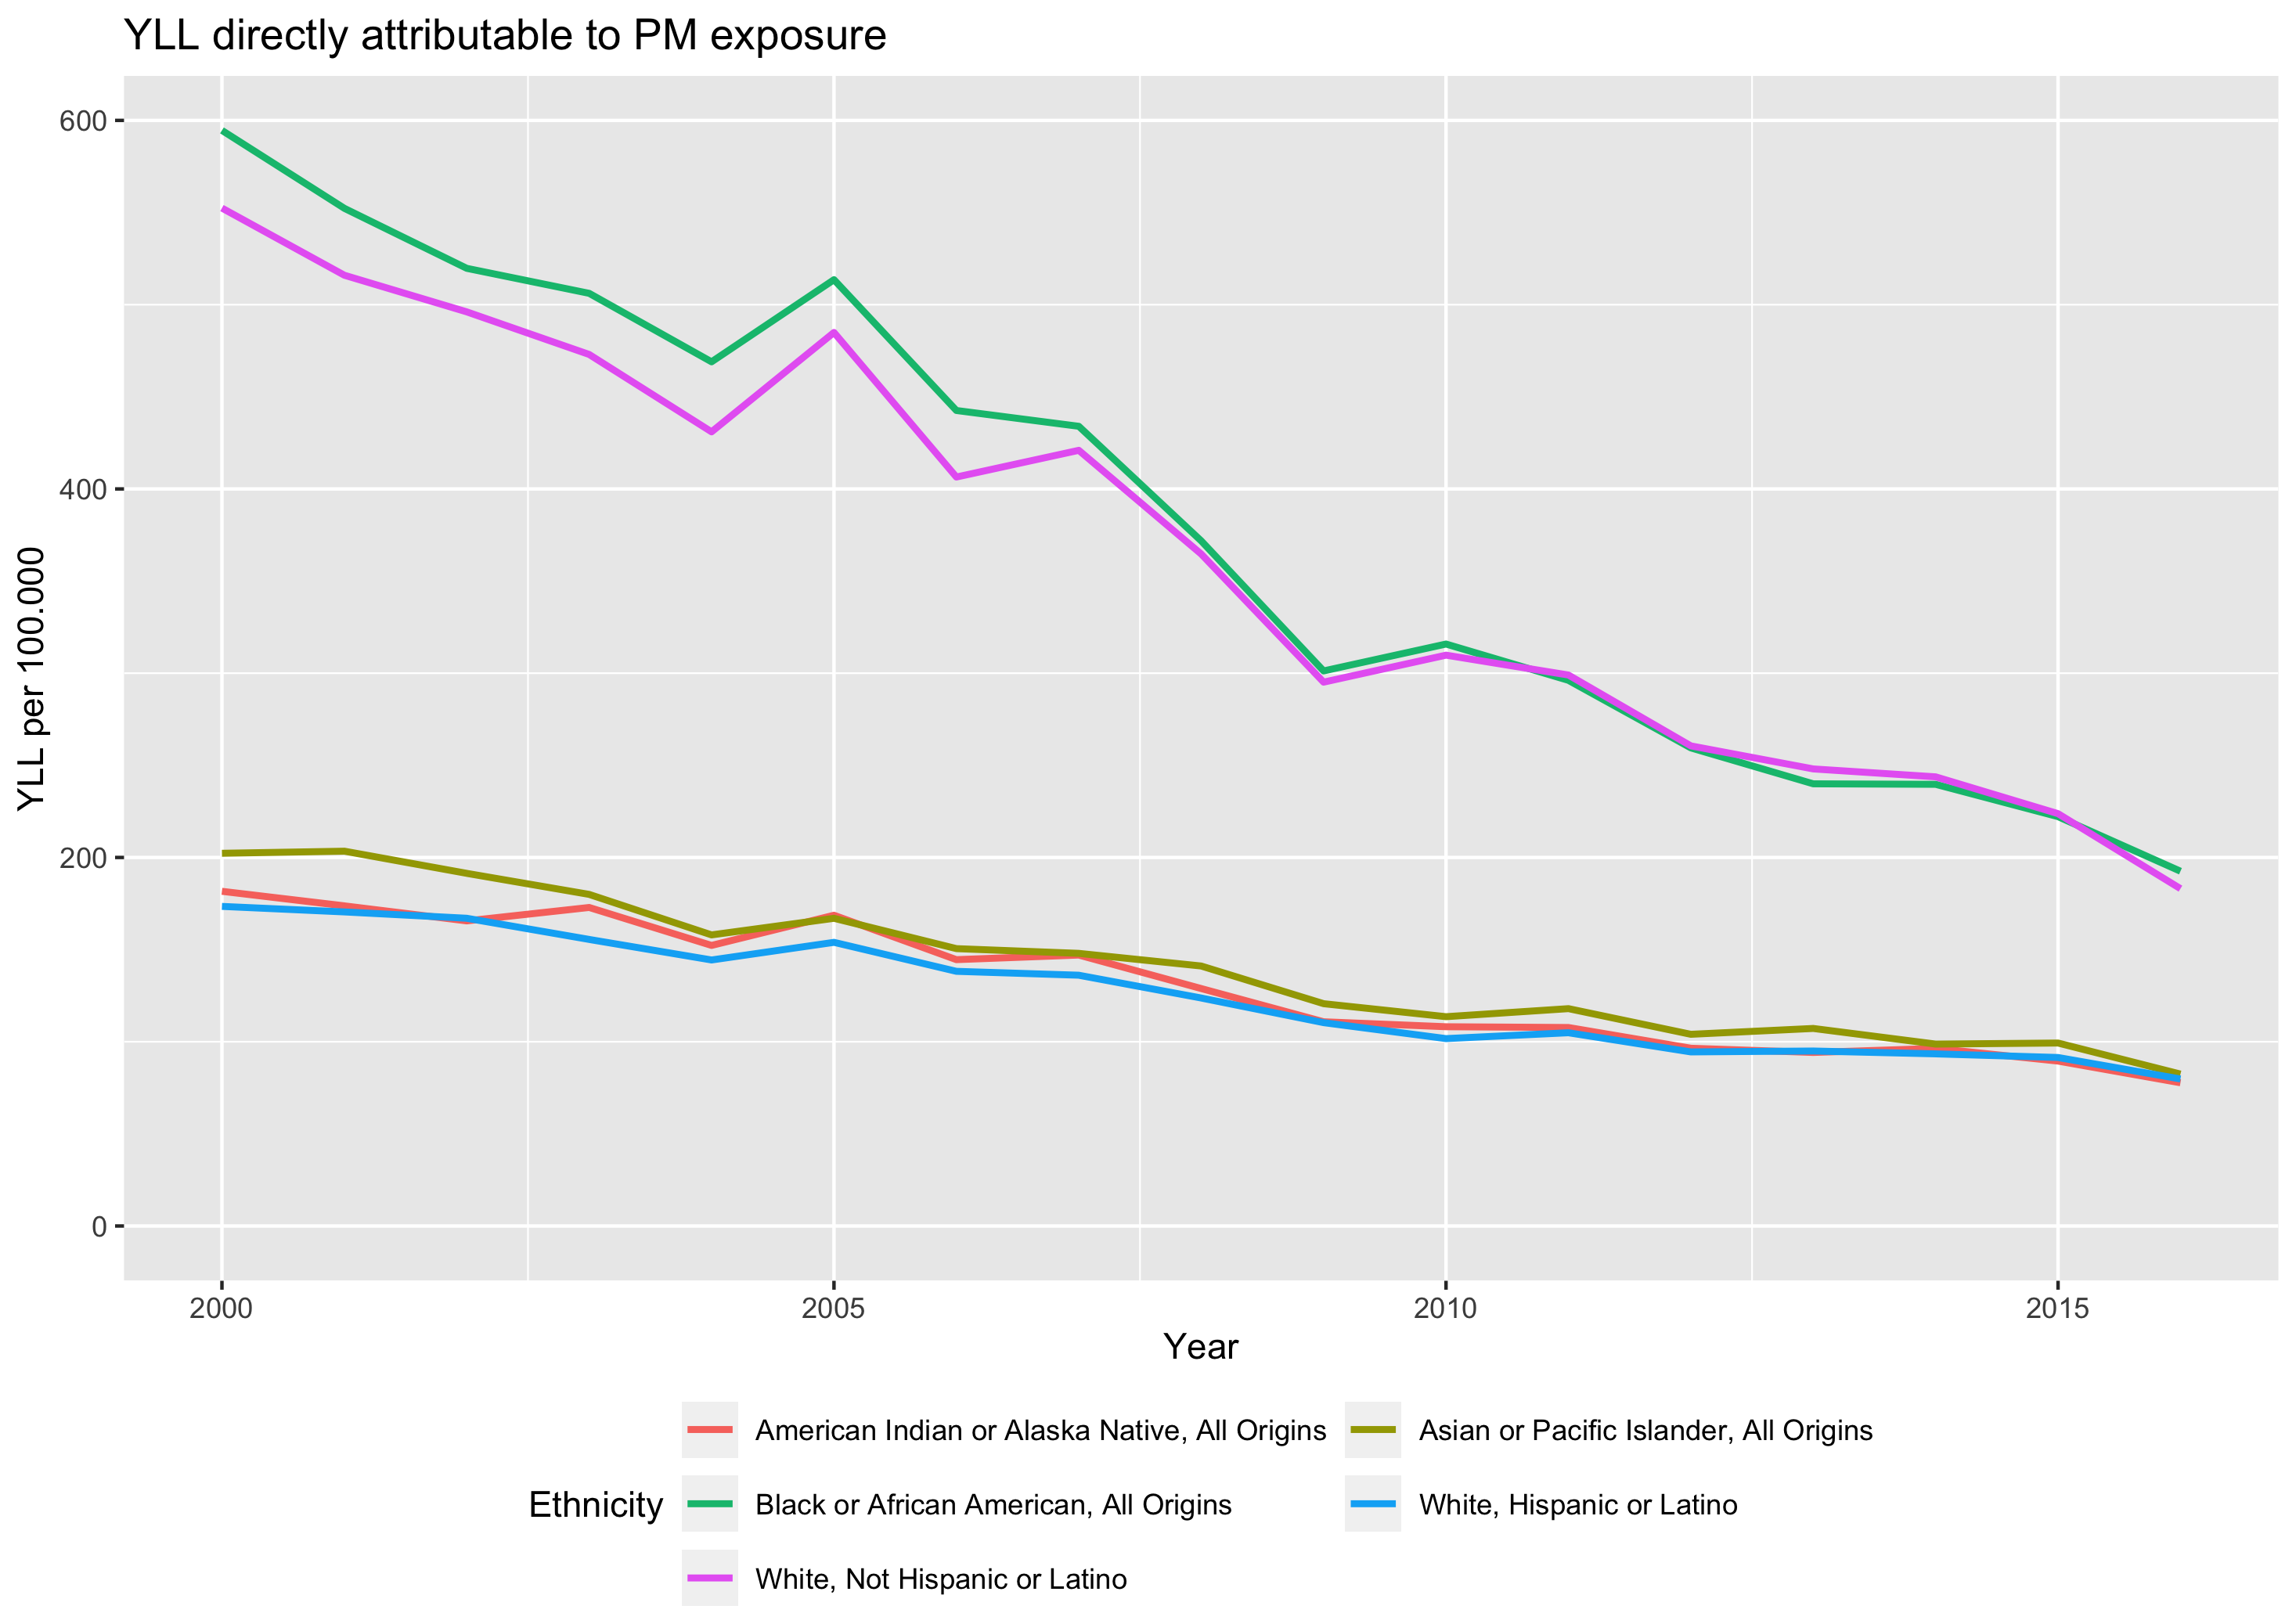 YLL directly attributable to PM exposure
600
400
200
0
YLL per 100.000
2000 2005 2010 2015
Year
Ethnicity
American Indian or Alaska Native, All Origins
Asian or Pacific Islander, All Origins
Black or African American, All Origins
White, Hispanic or Latino
White, Not Hispanic or Latino